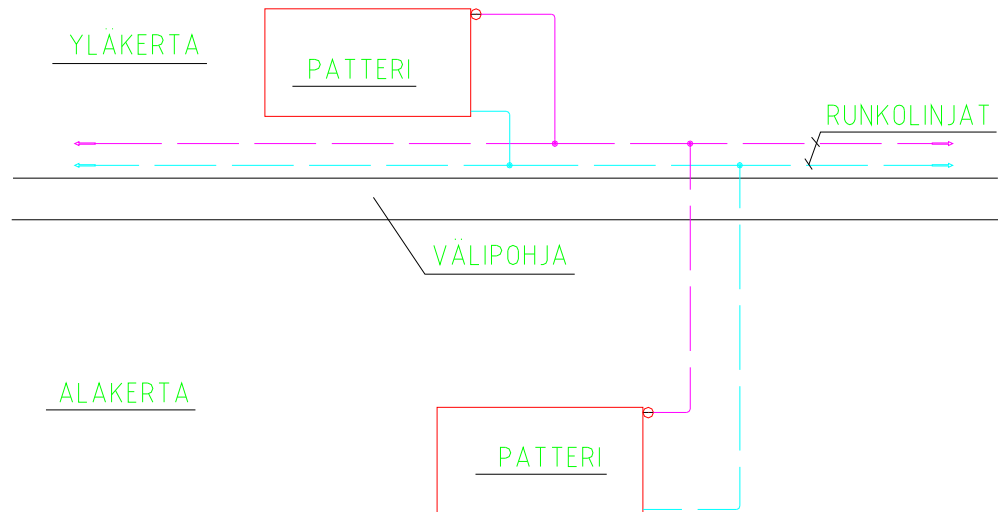 YLÄKERTA
PATTERI
RUNKOLINJAT
VÄLIPOHJA
ALAKERTA
PATTERI